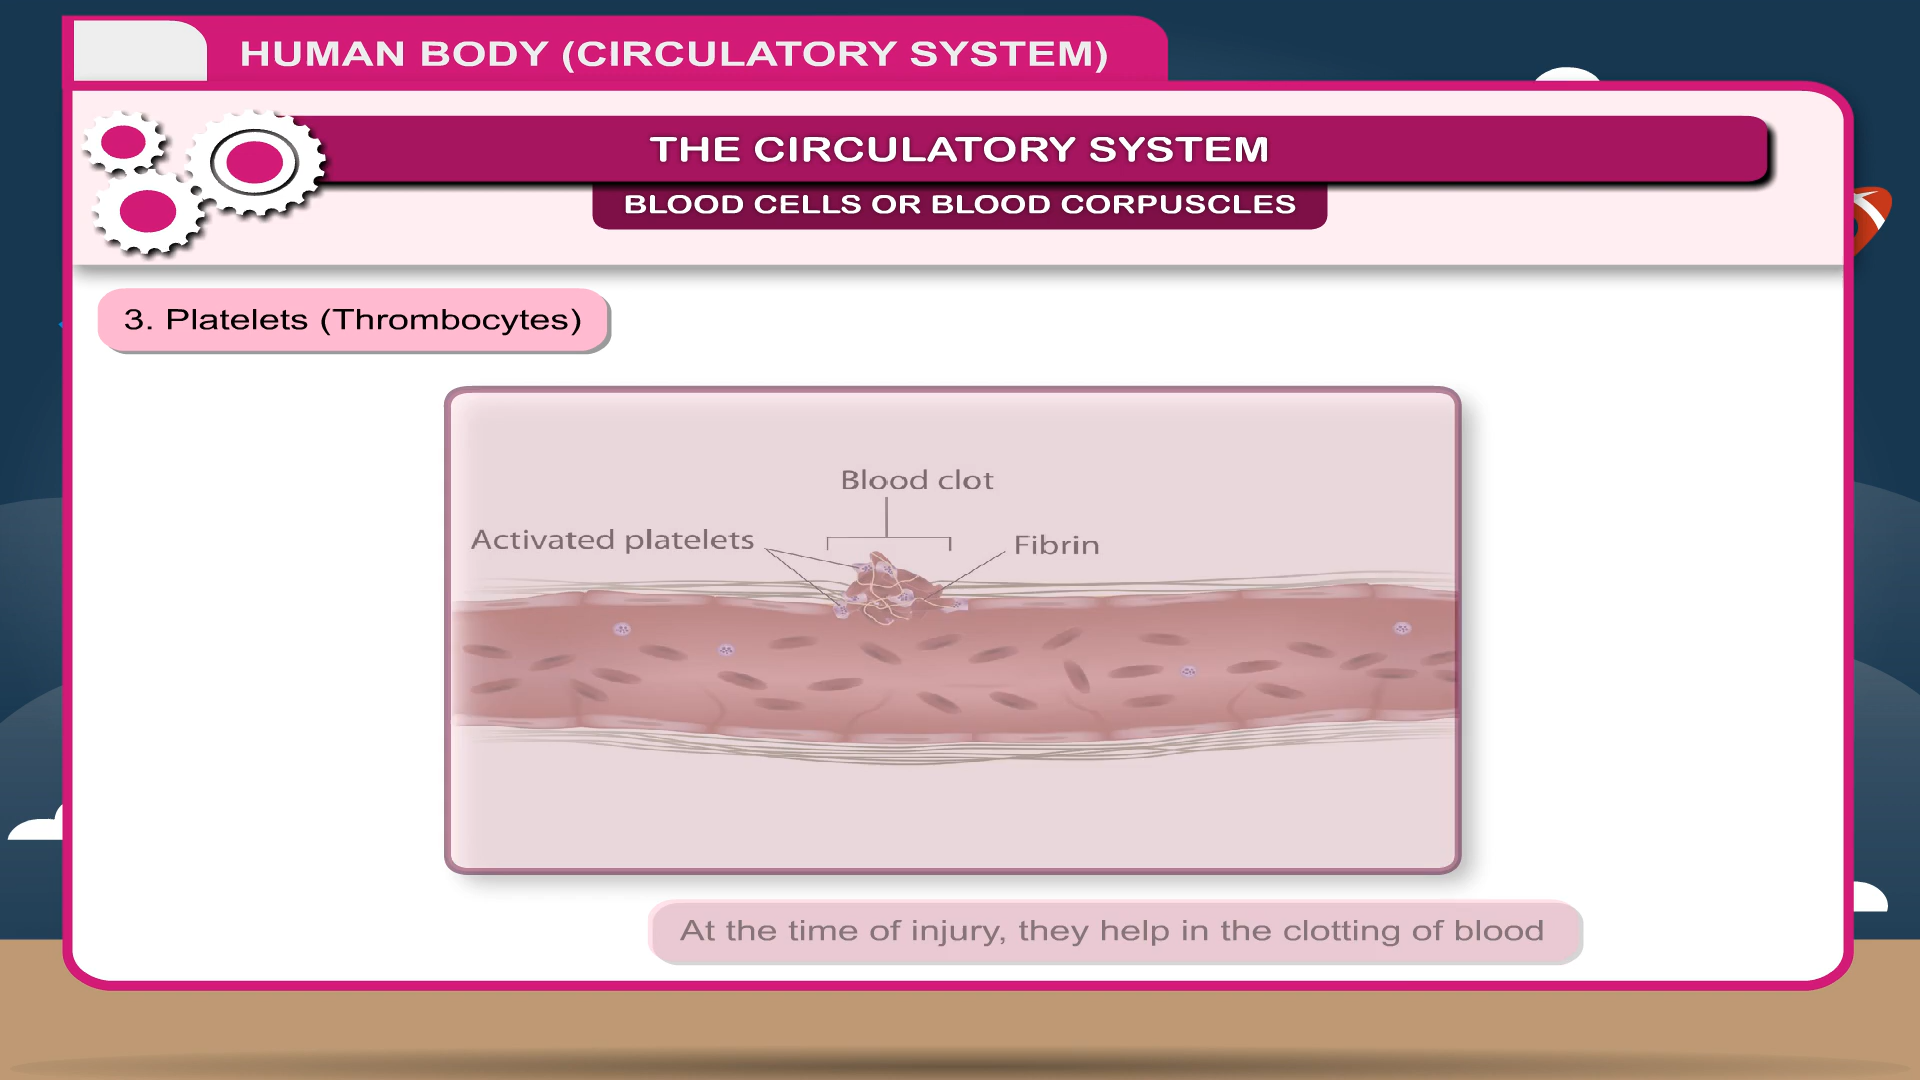 HUMAN BODY (CIRCULATORY SYSTEM)
THE CIRCULATORY SYSTEM
BLOOD CELLS OR BLOOD CORPUSCLES
3. Platelets (Thrombocytes)
Blood clot
Activated platelets
Fibrin
At the time of injury, they help in the clotting of blood